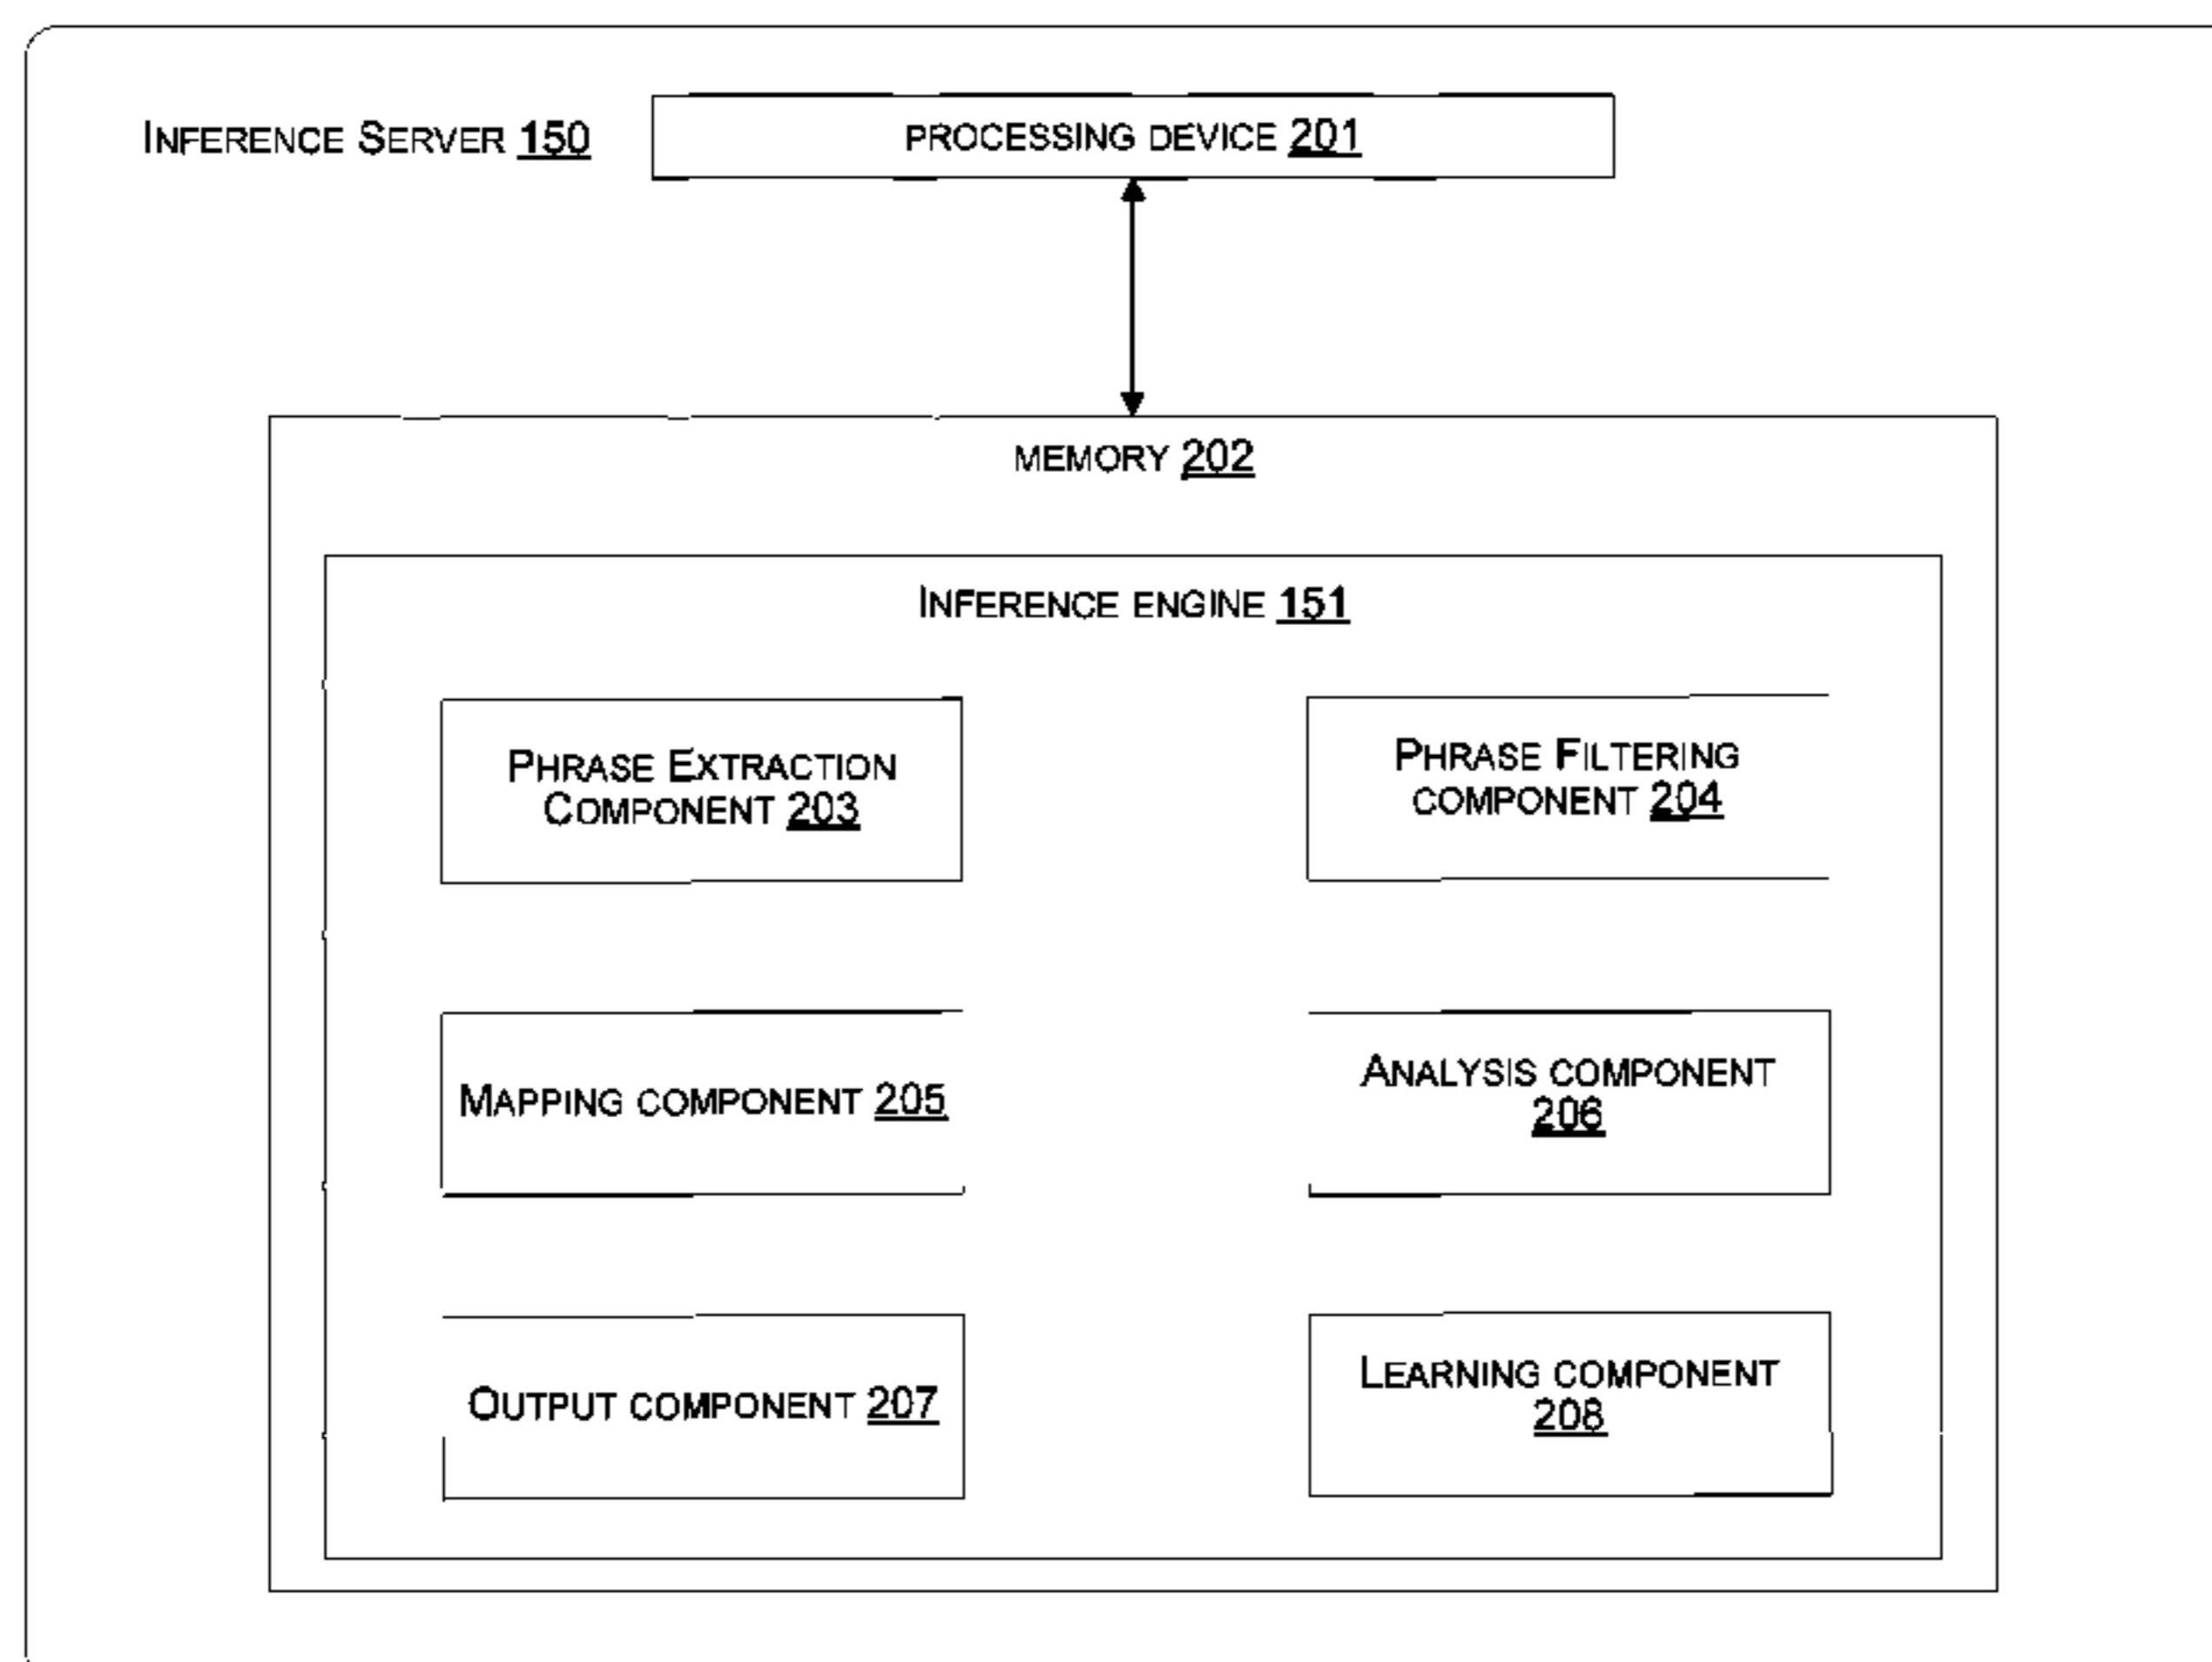 INFERENCE SERVER 150
PROCESSING DEVICE 201
MEMORY 202
INFERENCE ENGINE 151
PHRASE EXTRACTION
COMPONENT 203
PHRASE FILTERING
COMPONENT 204
MAPPING COMPONENT 205
ANALYSIS COMPONENT
206
OUTPUT COMPONENT 207
LEARNING COMPONENT
208